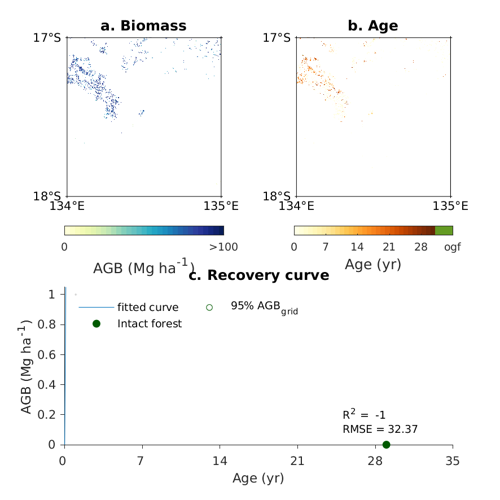 a. Biomass
b. Age
17°S
17°S
18°S
18°S
134°E
135°E
134°E
135°E
0
>100
0
7
14
21
28
ogf
AGB (Mg ha-1)
Age (yr)
c. Recovery curve
1
0.8
0.6
0.4
0.2
0
AGB (Mg ha-1)
fitted curve
95% AGBgrid
Intact forest
R2 = -1
RMSE = 32.37
0
7
14
21
28
35
Age (yr)